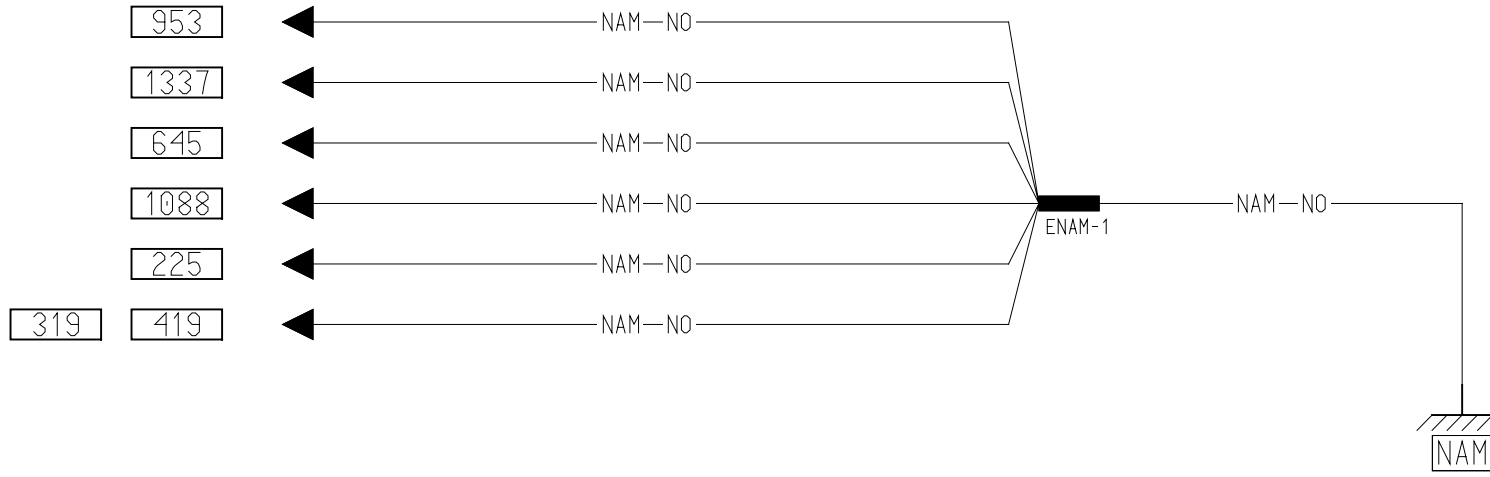 953 NAM-NO
1337 NAM-NO
645 NAM-NO
1088 NAM-NO NAM-NO
ENAM-1
225 NAM-NO
319 419 NAM-NO
NAM